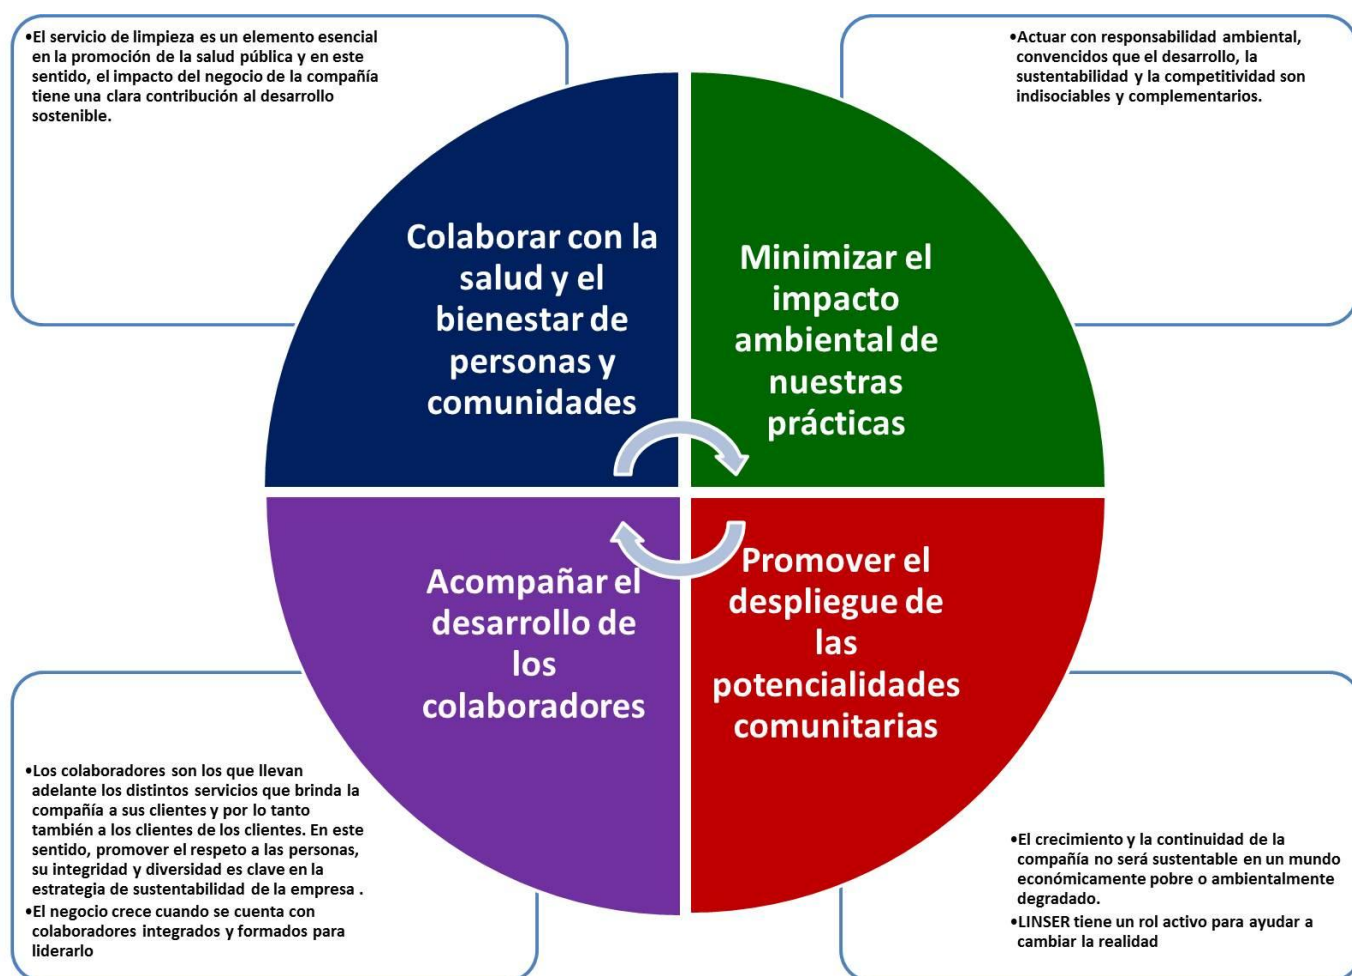 •El servicio de limpieza es un elemento esencial
en la promoción de la salud pública y en este
sentido, el impacto del negocio de la compañía
tiene una clara contribución al desarrollo
sostenible.
•Actuar con responsabilidad ambiental,
convencidos que el desarrollo, la
sustentabilidad y la competitividad son
indisociables y complementarios.
Colaborar con la
salud y el
bienestar de
personas y
comunidades
Minimizar el
impacto
ambiental de
nuestras
prácticas
Acompañar el
desarrollo de
los
colaboradores
Promover el
despliegue de
las
potencialidades
comunitarias
•Los colaboradores son los que llevan
adelante los distintos servicios que brinda la
compañía a sus clientes y por lo tanto
también a los clientes de los clientes. En este
sentido, promover el respeto a las personas,
su integridad y diversidad es clave en la
estrategia de sustentabilidad de la empresa .
•El negocio crece cuando se cuenta con
colaboradores integrados y formados para
liderarlo
•El crecimiento y la continuidad de la
compañía no será sustentable en un mundo
económicamente pobre o ambientalmente
degradado.
•LINSER tiene un rol activo para ayudar a
cambiar la realidad